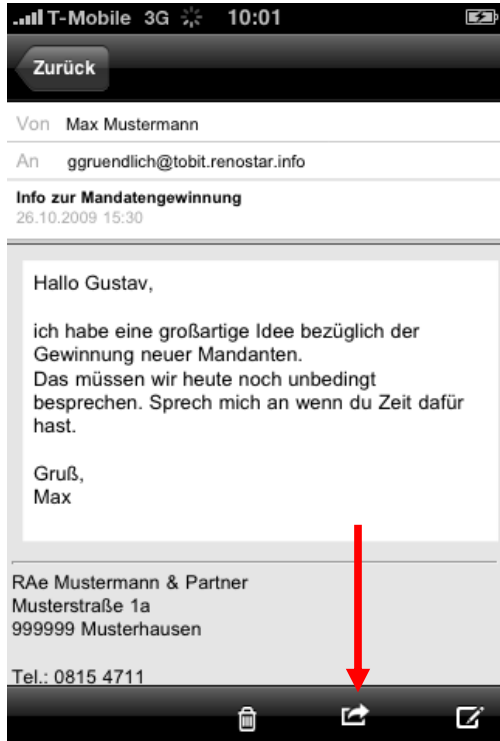 T-Mobile 3G 10:01
Zurück
Von Max Mustermann
An ggruendlich@tobit.renostar.info
Info zur Mandatengewinnung
26.10.2009 15:30
Hallo Gustav,
ich habe eine großartige Idee bezüglich der
Gewinnung neuer Mandanten.
Das müssen wir heute noch unbedingt
besprechen. Sprech mich an wenn du Zeit dafür
hast.
Gruß,
Max
RAe Mustermann & Partner
Musterstraße 1a
999999 Musterhausen
Tel.: 0815 4711